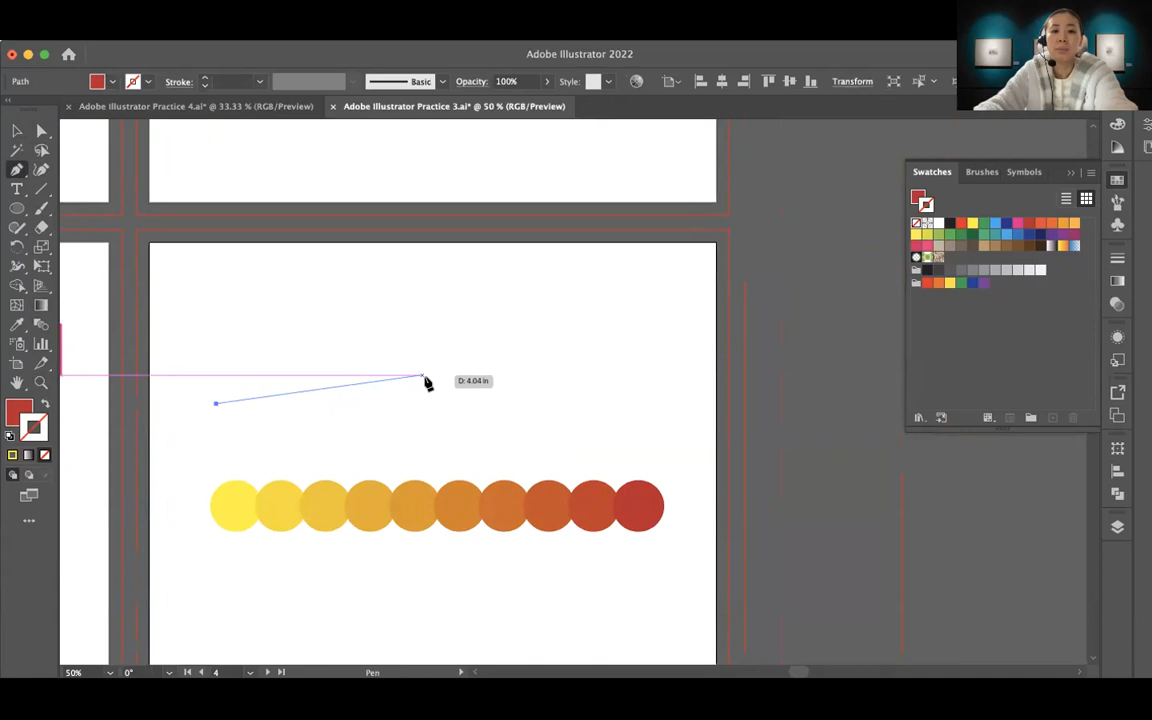 Adobe Illustrator 2022
Path
Stroke:
Basic
Opacity: 100%
Style:
Transform
× Adobe Illustrator Practice 4.ai* @ 33.33 % (RGB/Preview)
× Adobe Illustrator Practice 3.ai* @ 50 % (RGB/Preview)
Swatches Brushes Symbols
D: 4.04 in
50% 0° 4 Pen